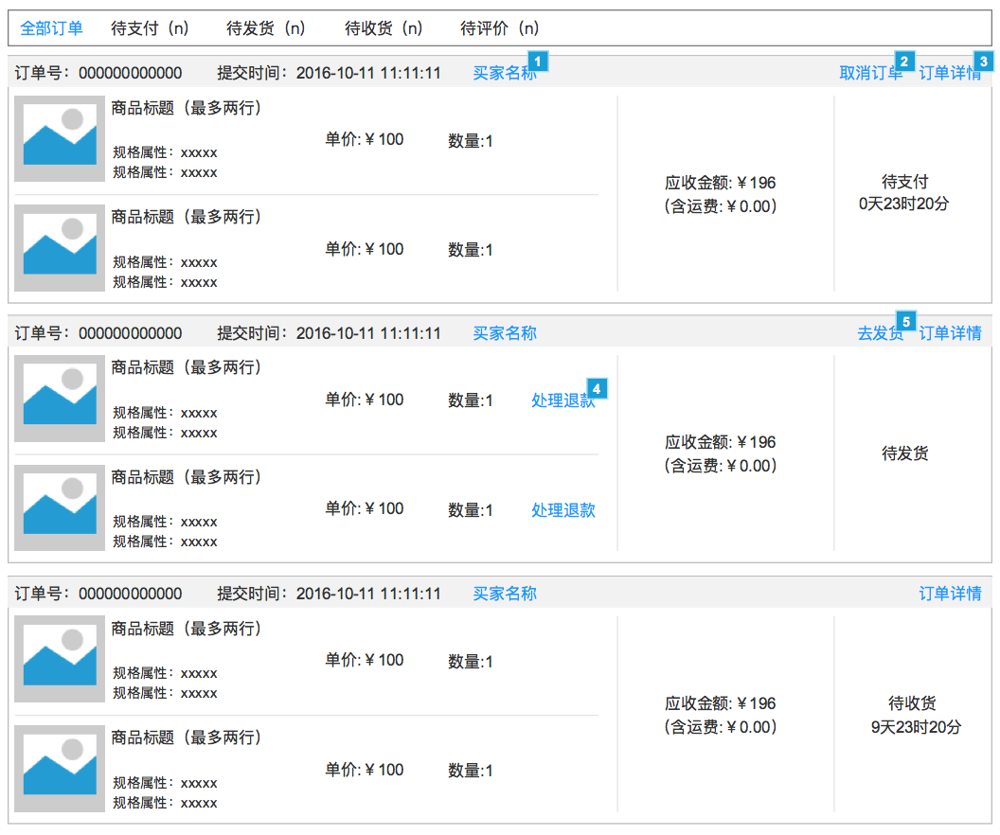 全部订单 待支付（n） 待发货（n） 待收货（n） 待评价（n）
订单号：000000000000 提交时间：2016-10-11 11:11:11 买家名称 1 取消订单 2 订单详情 3
商品标题（最多两行）
单价:￥100 数量:1
规格属性：xxxxx
规格属性：xxxxx
应收金额:￥196
（含运费:￥0.00）
待支付
0天23时20分
商品标题（最多两行）
单价:￥100 数量:1
规格属性：xxxxx
规格属性：xxxxx
订单号：000000000000 提交时间：2016-10-11 11:11:11 买家名称 去发货 5 订单详情
商品标题（最多两行）
单价:￥100 数量:1 处理退款 4
规格属性：xxxxx
规格属性：xxxxx
应收金额:￥196
（含运费:￥0.00）
待发货
商品标题（最多两行）
单价:￥100 数量:1 处理退款
规格属性：xxxxx
规格属性：xxxxx
订单号：000000000000 提交时间：2016-10-11 11:11:11 买家名称 订单详情
商品标题（最多两行）
单价:￥100 数量:1
规格属性：xxxxx
规格属性：xxxxx
应收金额:￥196
（含运费:￥0.00）
待收货
9天23时20分
商品标题（最多两行）
单价:￥100 数量:1
规格属性：xxxxx
规格属性：xxxxx